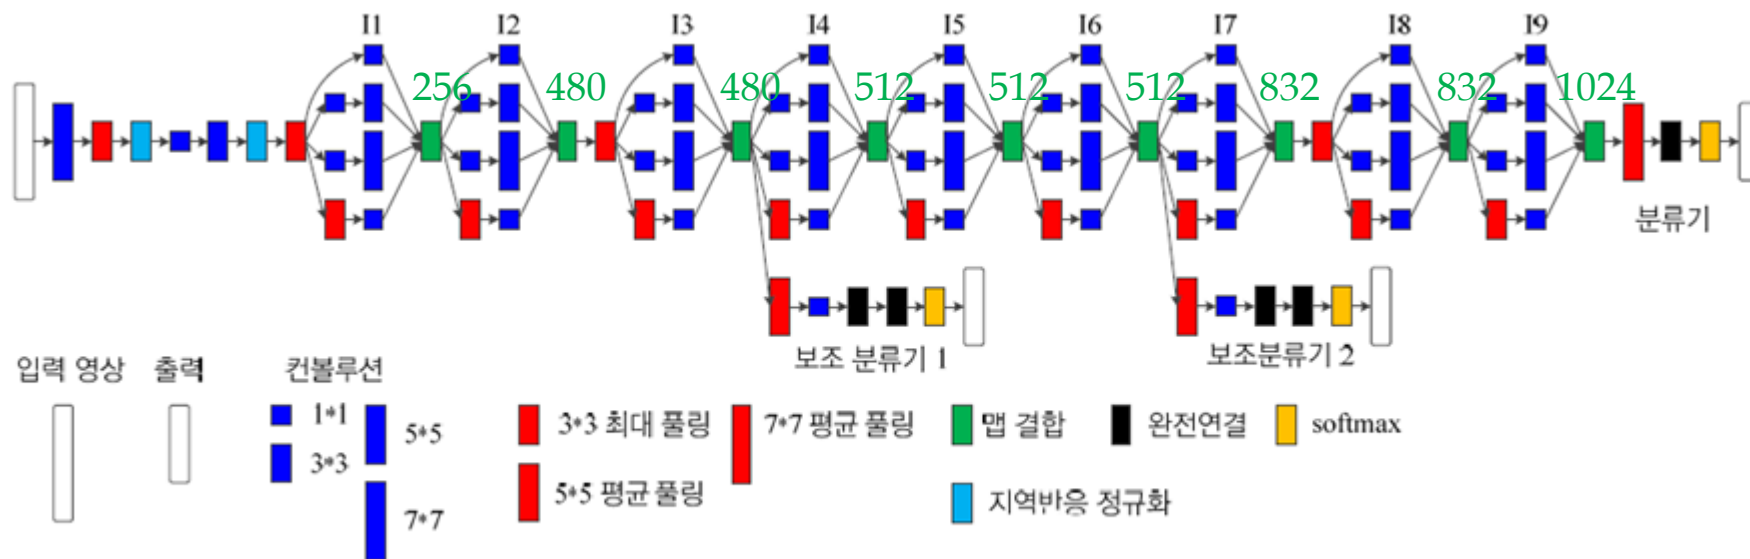 I1 I2 I3 I4 I5 I6 I7 I8 I9
256 480 480 512 512 512 832 832 1024
분류기
보조 분류기 1
보조분류기 2
입력 영상
출력
컨볼루션
1*1
3*3
5*5
7*7
3*3 최대 풀링
5*5 평균 풀링
7*7 평균 풀링
맵 결합
지역반응 정규화
완전연결
softmax